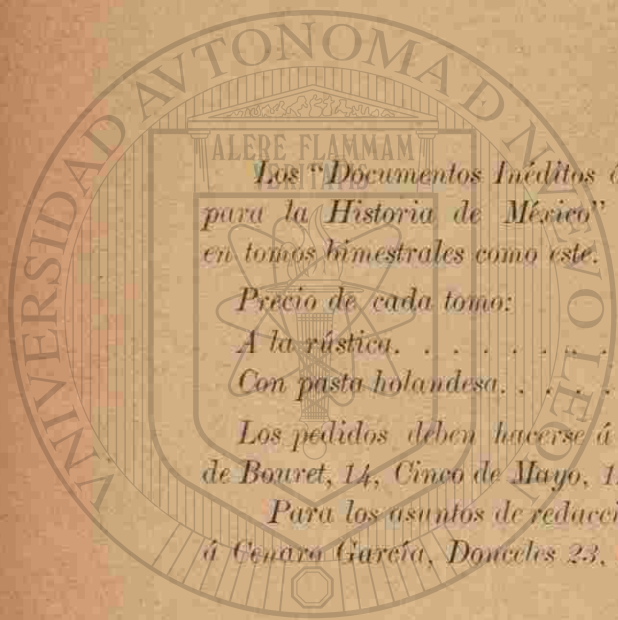 UNIVERSIDAD AUTONOMA DE NUEVO LEON
ALERE FLAMMAM
VERITATIS
Los "Documentos Inéditos ó
para la Historia de México"
en tomos bimestrales como este.
Precio de cada tomo:
A la rústica. . . . . . . .
Con pasta holandesa. . . . .
Los pedidos deben hacerse á
de Bouret, 14, Cinco de Mayo, 1
Para los asuntos de redacci
á Genaro García, Donceles 23,